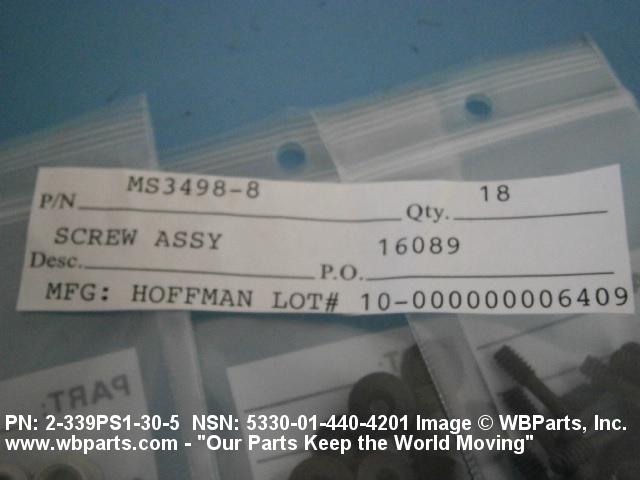 P/N MS3498-8 Qty. 18
Desc. SCREW ASSY P.O. 16089
MFG: HOFFMAN LOT# 10-000000006409
PART.
PN: 2-339PS1-30-5 NSN: 5330-01-440-4201 Image © WBParts, Inc.
www.wbparts.com - "Our Parts Keep the World Moving"